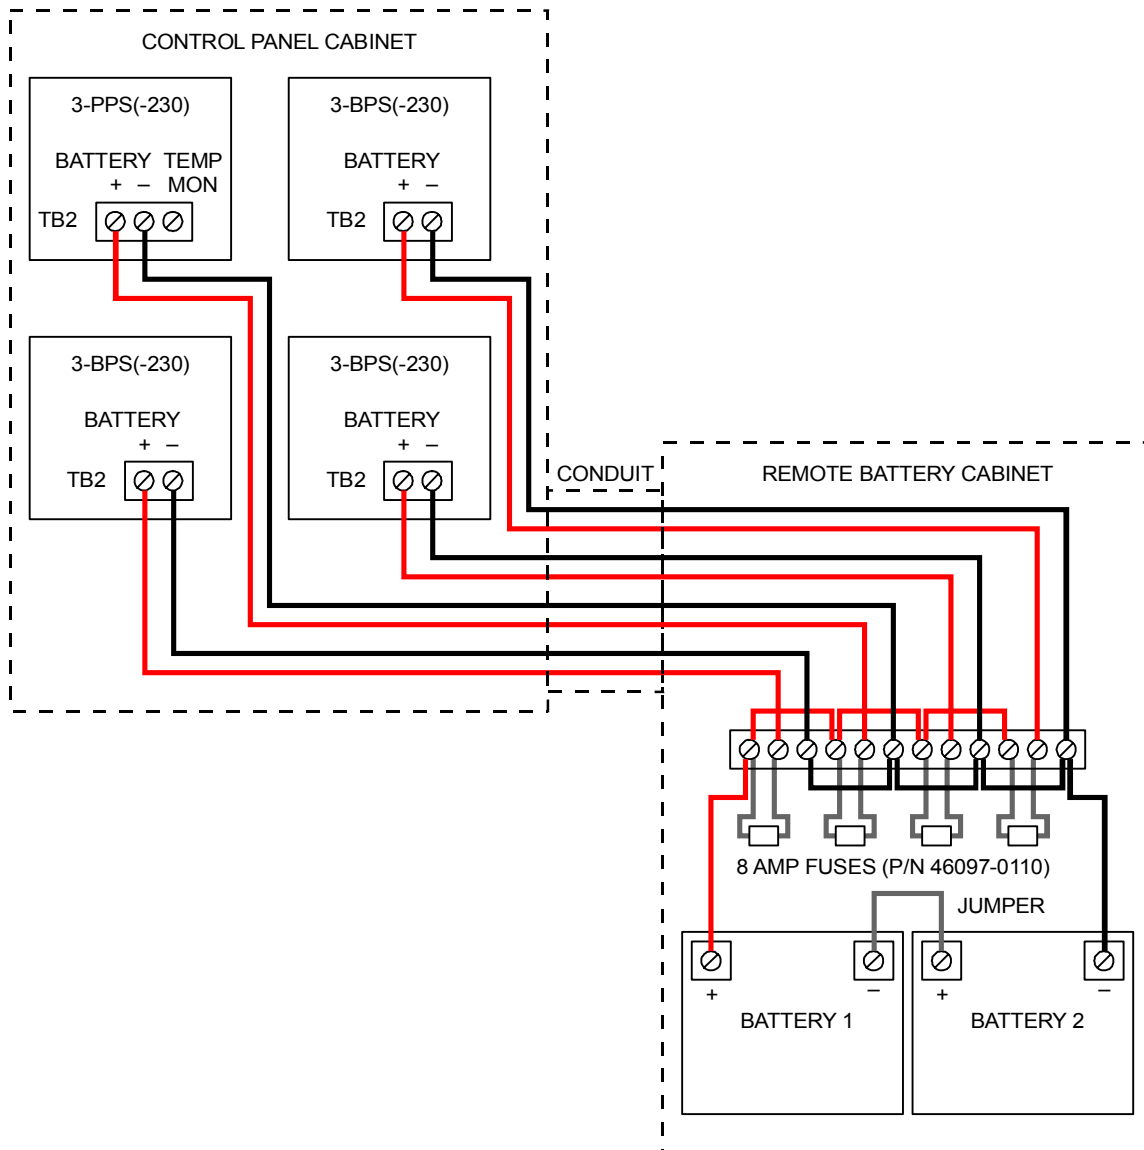 CONTROL PANEL CABINET
3-PPS(-230)
BATTERY TEMP
+ – MON
TB2
3-BPS(-230)
BATTERY
+ –
TB2
3-BPS(-230)
BATTERY
+ –
TB2
3-BPS(-230)
BATTERY
+ –
TB2
CONDUIT
REMOTE BATTERY CABINET
8 AMP FUSES (P/N 46097-0110)
JUMPER
+ –
BATTERY 1
+ –
BATTERY 2